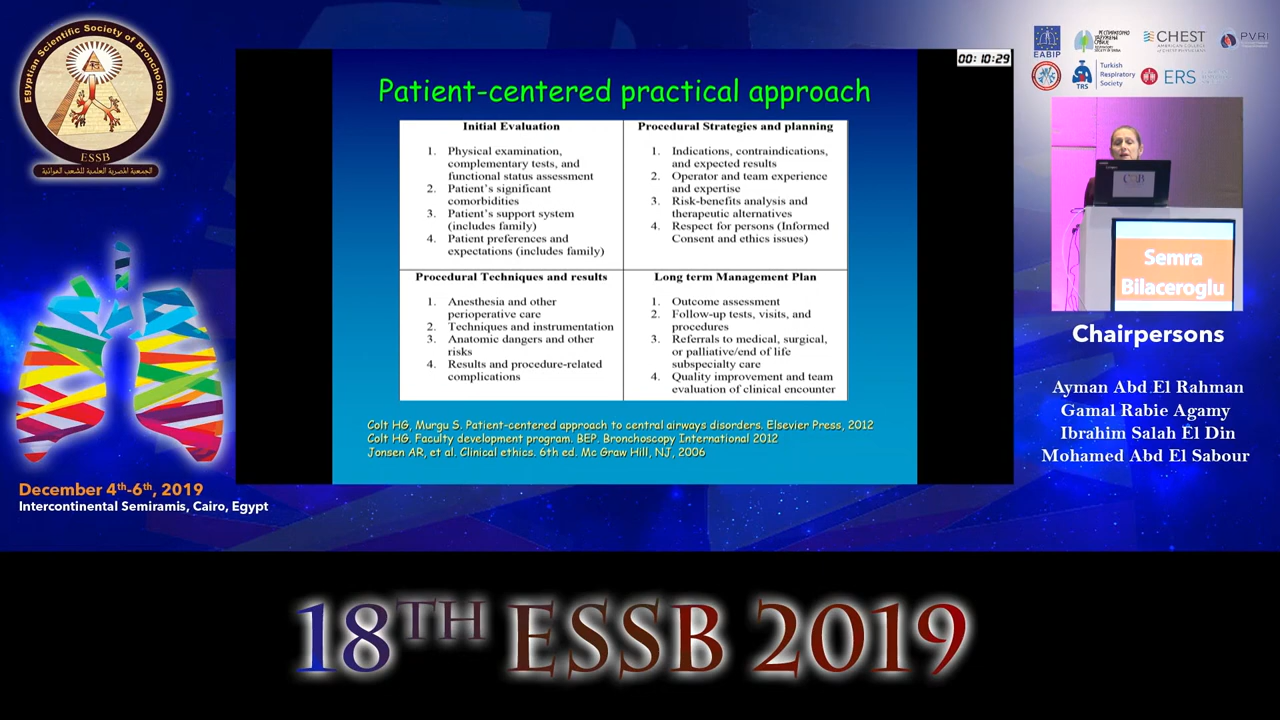 Egyptian Scientific Society of Bronchology
ESSB
الجمعية المصرية العلمية للشعب الهوائية
December 4th-6th, 2019
Intercontinental Semiramis, Cairo, Egypt
00:10:29
Patient-centered practical approach
Initial Evaluation
1. Physical examination,
complementary tests, and
functional status assessment
2. Patient's significant
comorbidities
3. Patient's support system
(includes family)
4. Patient preferences and
expectations (includes family)
Procedural Strategies and planning
1. Indications, contraindications,
and expected results
2. Operator and team experience
and expertise
3. Risk-benefits analysis and
therapeutic alternatives
4. Respect for persons (Informed
Consent and ethics issues)
Procedural Techniques and results
1. Anesthesia and other
perioperative care
2. Techniques and instrumentation
3. Anatomic dangers and other
risks
4. Results and procedure-related
complications
Long term Management Plan
1. Outcome assessment
2. Follow-up tests, visits, and
procedures
3. Referrals to medical, surgical,
or palliative/end of life
subspecialty care
4. Quality improvement and team
evaluation of clinical encounter
Colt HG, Murgu S. Patient-centered approach to central airways disorders. Elsevier Press, 2012
Colt HG. Faculty development program. BEP. Bronchoscopy International 2012
Jonsen AR, et al. Clinical ethics. 6th ed. Mc Graw Hill, NJ, 2006
EABIP
CHEST
PVRI
TRS
Turkish
Respiratory
Society
ERS
Semra
Bilaceroglu
Chairpersons
Ayman Abd El Rahman
Gamal Rabie Agamy
Ibrahim Salah El Din
Mohamed Abd El Sabour
18TH ESSB 2019